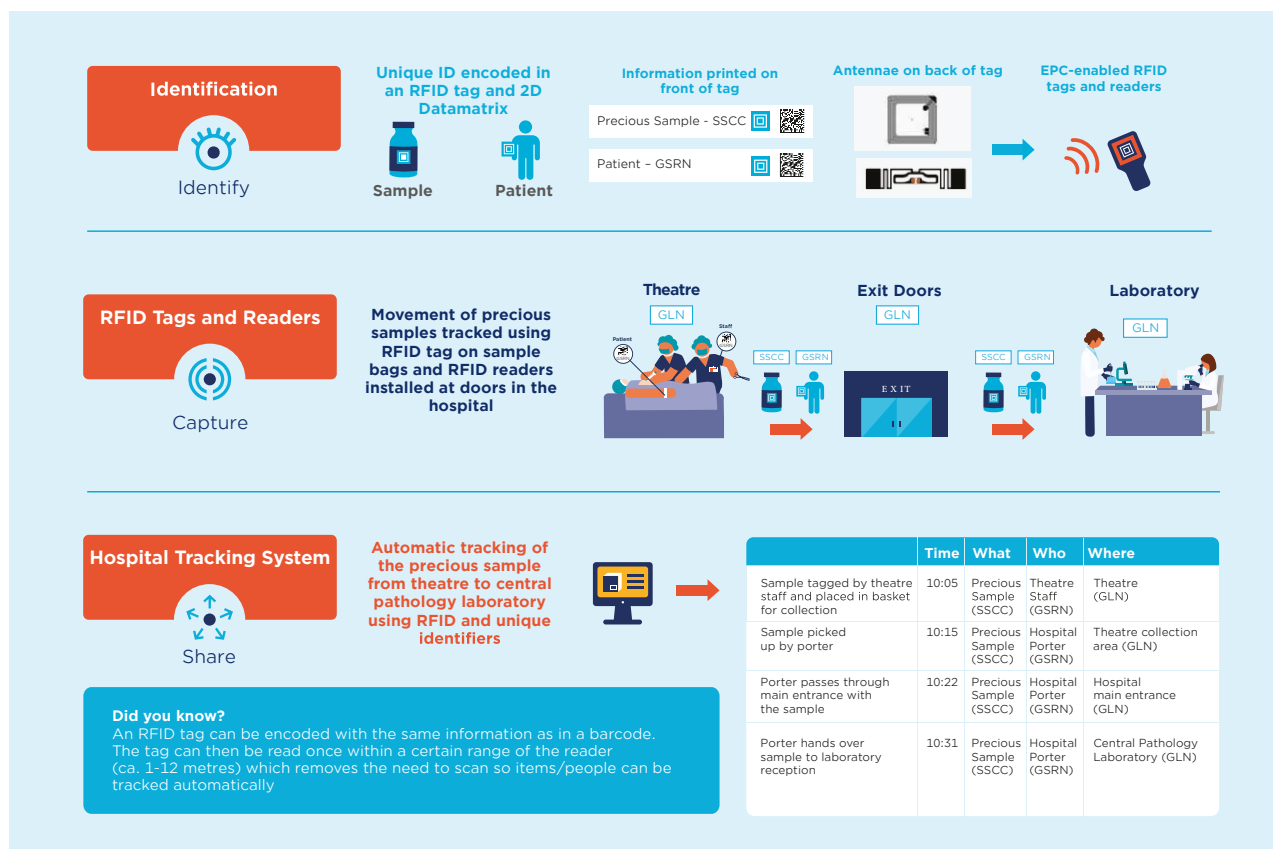 Identification
Identify
Unique ID encoded in
an RFID tag and 2D
Datamatrix
Sample
Patient
Information printed on
front of tag
Precious Sample - SSCC
Patient – GSRN
Antennae on back of tag
EPC-enabled RFID
tags and readers
RFID Tags and Readers
Capture
Movement of precious
samples tracked using
RFID tag on sample
bags and RFID readers
installed at doors in the
hospital
Theatre
GLN
Patient
GSRN
Staff
GSRN
SSCC
GSRN
Exit Doors
GLN
EXIT
SSCC
GSRN
Laboratory
GLN
Hospital Tracking System
Share
Automatic tracking of
the precious sample
from theatre to central
pathology laboratory
using RFID and unique
identifiers
Time What Who Where
Sample tagged by theatre
staff and placed in basket
for collection
10:05
Precious
Sample
(SSCC)
Theatre
Staff
(GSRN)
Theatre
(GLN)
Sample picked
up by porter
10:15
Precious
Sample
(SSCC)
Hospital
Porter
(GSRN)
Theatre collection
area (GLN)
Porter passes through
main entrance with
the sample
10:22
Precious
Sample
(SSCC)
Hospital
Porter
(GSRN)
Hospital
main entrance
(GLN)
Porter hands over
sample to laboratory
reception
10:31
Precious
Sample
(SSCC)
Hospital
Porter
(GSRN)
Central Pathology
Laboratory (GLN)
Did you know?
An RFID tag can be encoded with the same information as in a barcode.
The tag can then be read once within a certain range of the reader
(ca. 1-12 metres) which removes the need to scan so items/people can be
tracked automatically